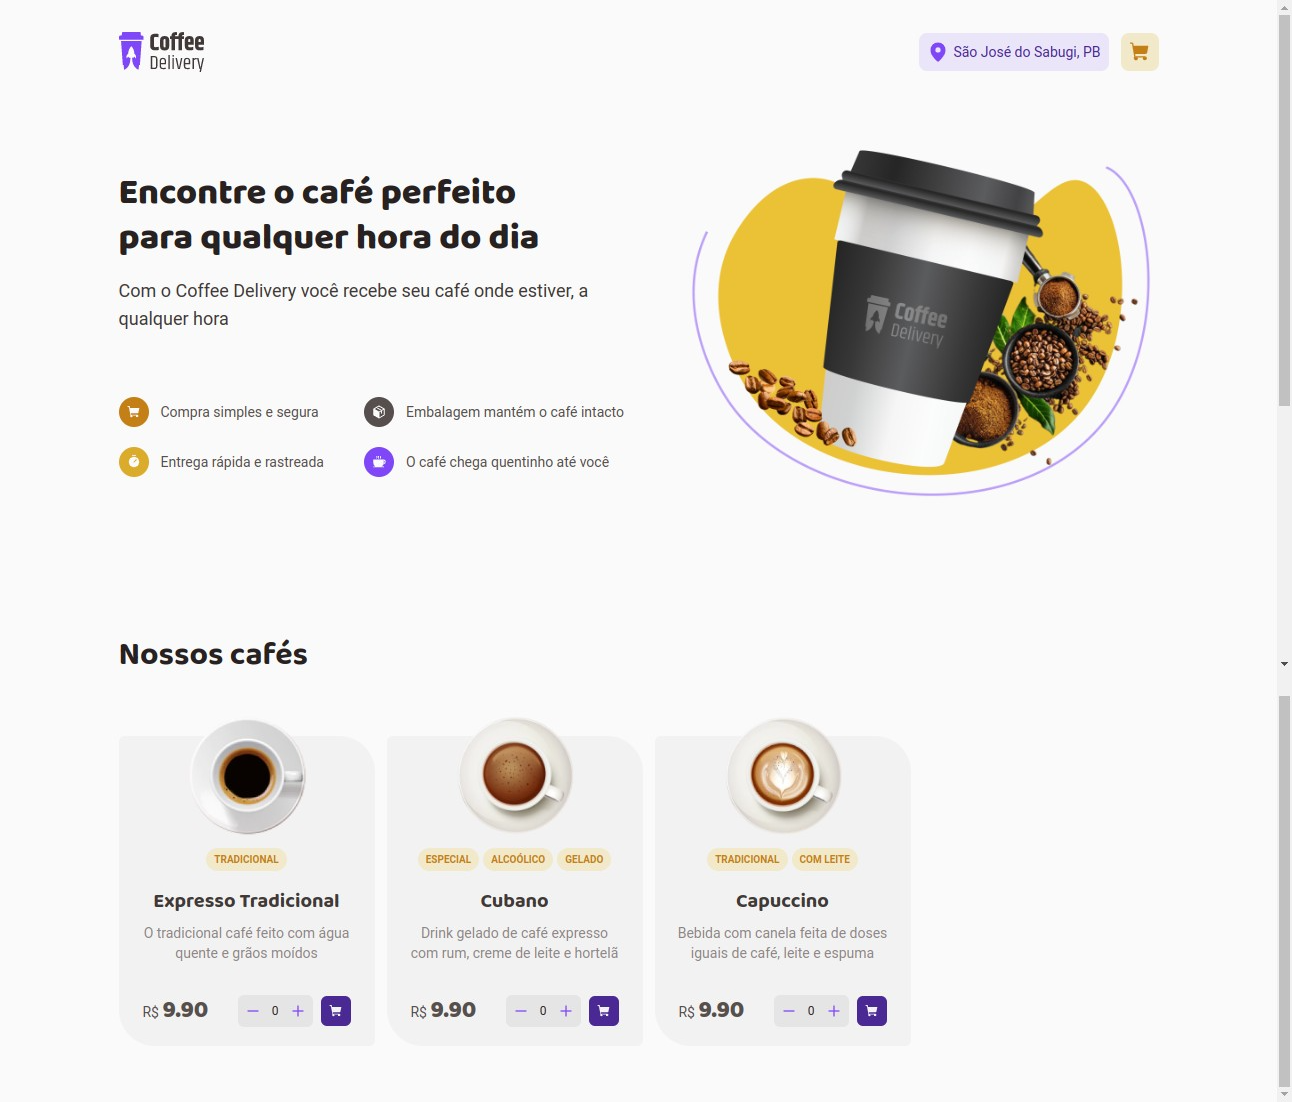 Coffee
Delivery
São José do Sabugi, PB
Encontre o café perfeito
para qualquer hora do dia
Com o Coffee Delivery você recebe seu café onde estiver, a
qualquer hora
Coffee
Delivery
Compra simples e segura
Embalagem mantém o café intacto
Entrega rápida e rastreada
O café chega quentinho até você
Nossos cafés
TRADICIONAL
Expresso Tradicional
O tradicional café feito com água
quente e grãos moídos
R$ 9.90
0
ESPECIAL ALCOÓLICO GELADO
Cubano
Drink gelado de café expresso
com rum, creme de leite e hortelã
R$ 9.90
0
TRADICIONAL COM LEITE
Capuccino
Bebida com canela feita de doses
iguais de café, leite e espuma
R$ 9.90
0